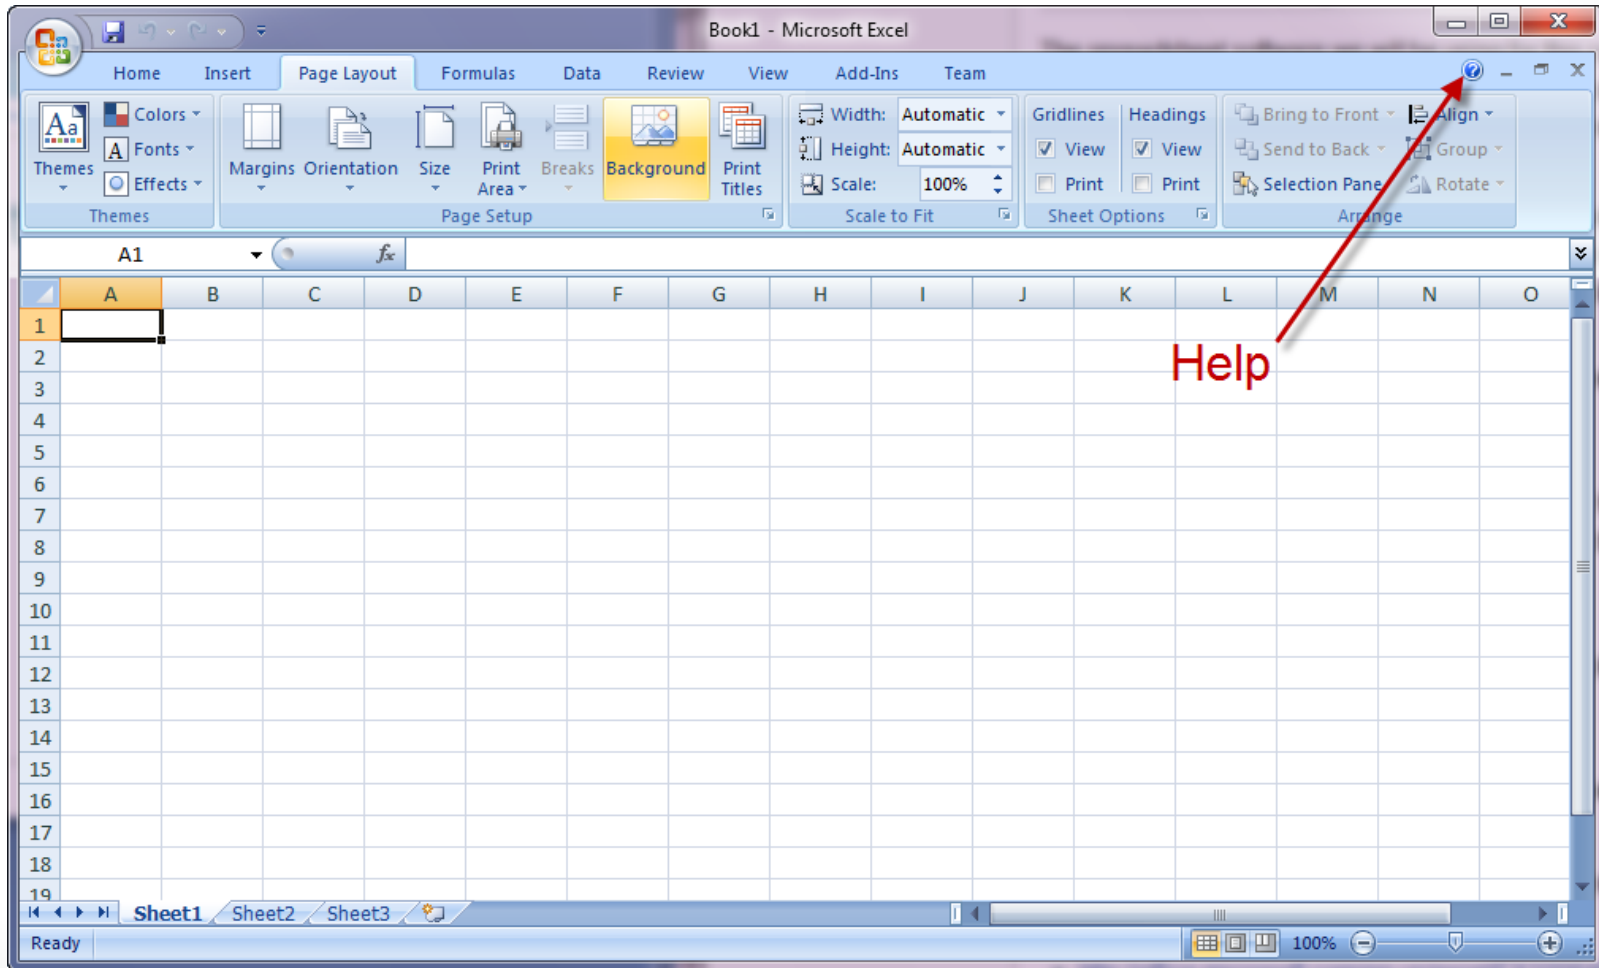 Book1 - Microsoft Excel
Home Insert Page Layout Formulas Data Review View Add-Ins Team
Aa Colors Width: Automatic Gridlines Headings Bring to Front Align
A Fonts Height: Automatic View View Send to Back Group
Themes Effects Margins Orientation Size Print Area Breaks Background Print Titles Scale: 100% Print Print Selection Pane Rotate
Themes Page Setup Scale to Fit Sheet Options Arrange
A1 fx
A B C D E F G H I J K L M N O
1
2
Help
3
4
5
6
7
8
9
10
11
12
13
14
15
16
17
18
19
Sheet1 Sheet2 Sheet3
Ready 100%